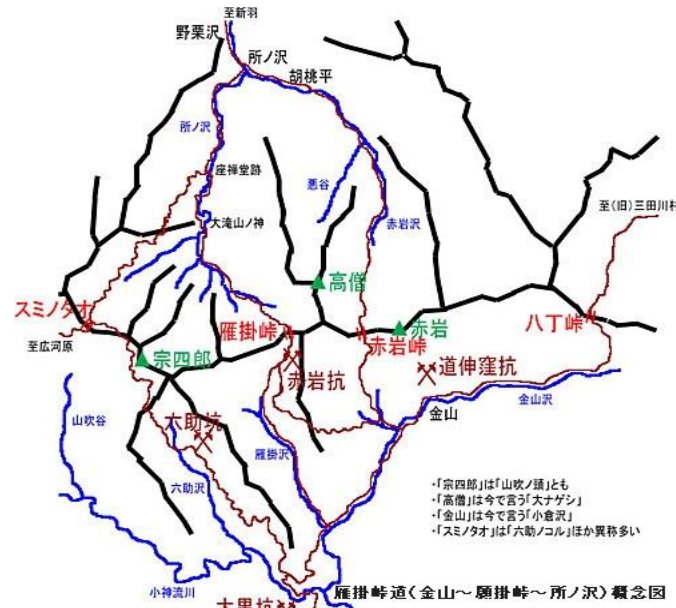 至新羽
野栗沢
所ノ沢
胡桃平
所ノ沢
座禅堂跡
悪谷
大滝山ノ神
赤岩沢
至(旧)三田川村
高僧
スミノタオ
雁掛峠
赤岩峠
赤岩
八丁峠
至広河原
宗四郎
赤岩坑
道伸窪坑
金山
金山沢
山吹谷
六助坑
六助沢
雁掛沢
・「宗四郎」は「山吹ノ頭」とも
・「高僧」は今で言う「大ナゲシ」
・「金山」は今で言う「小倉沢」
・「スミノタオ」は「六助ノコル」ほか異称多い
小神流川
大黒坑
雁掛峠道(金山～願掛峠～所ノ沢)概念図